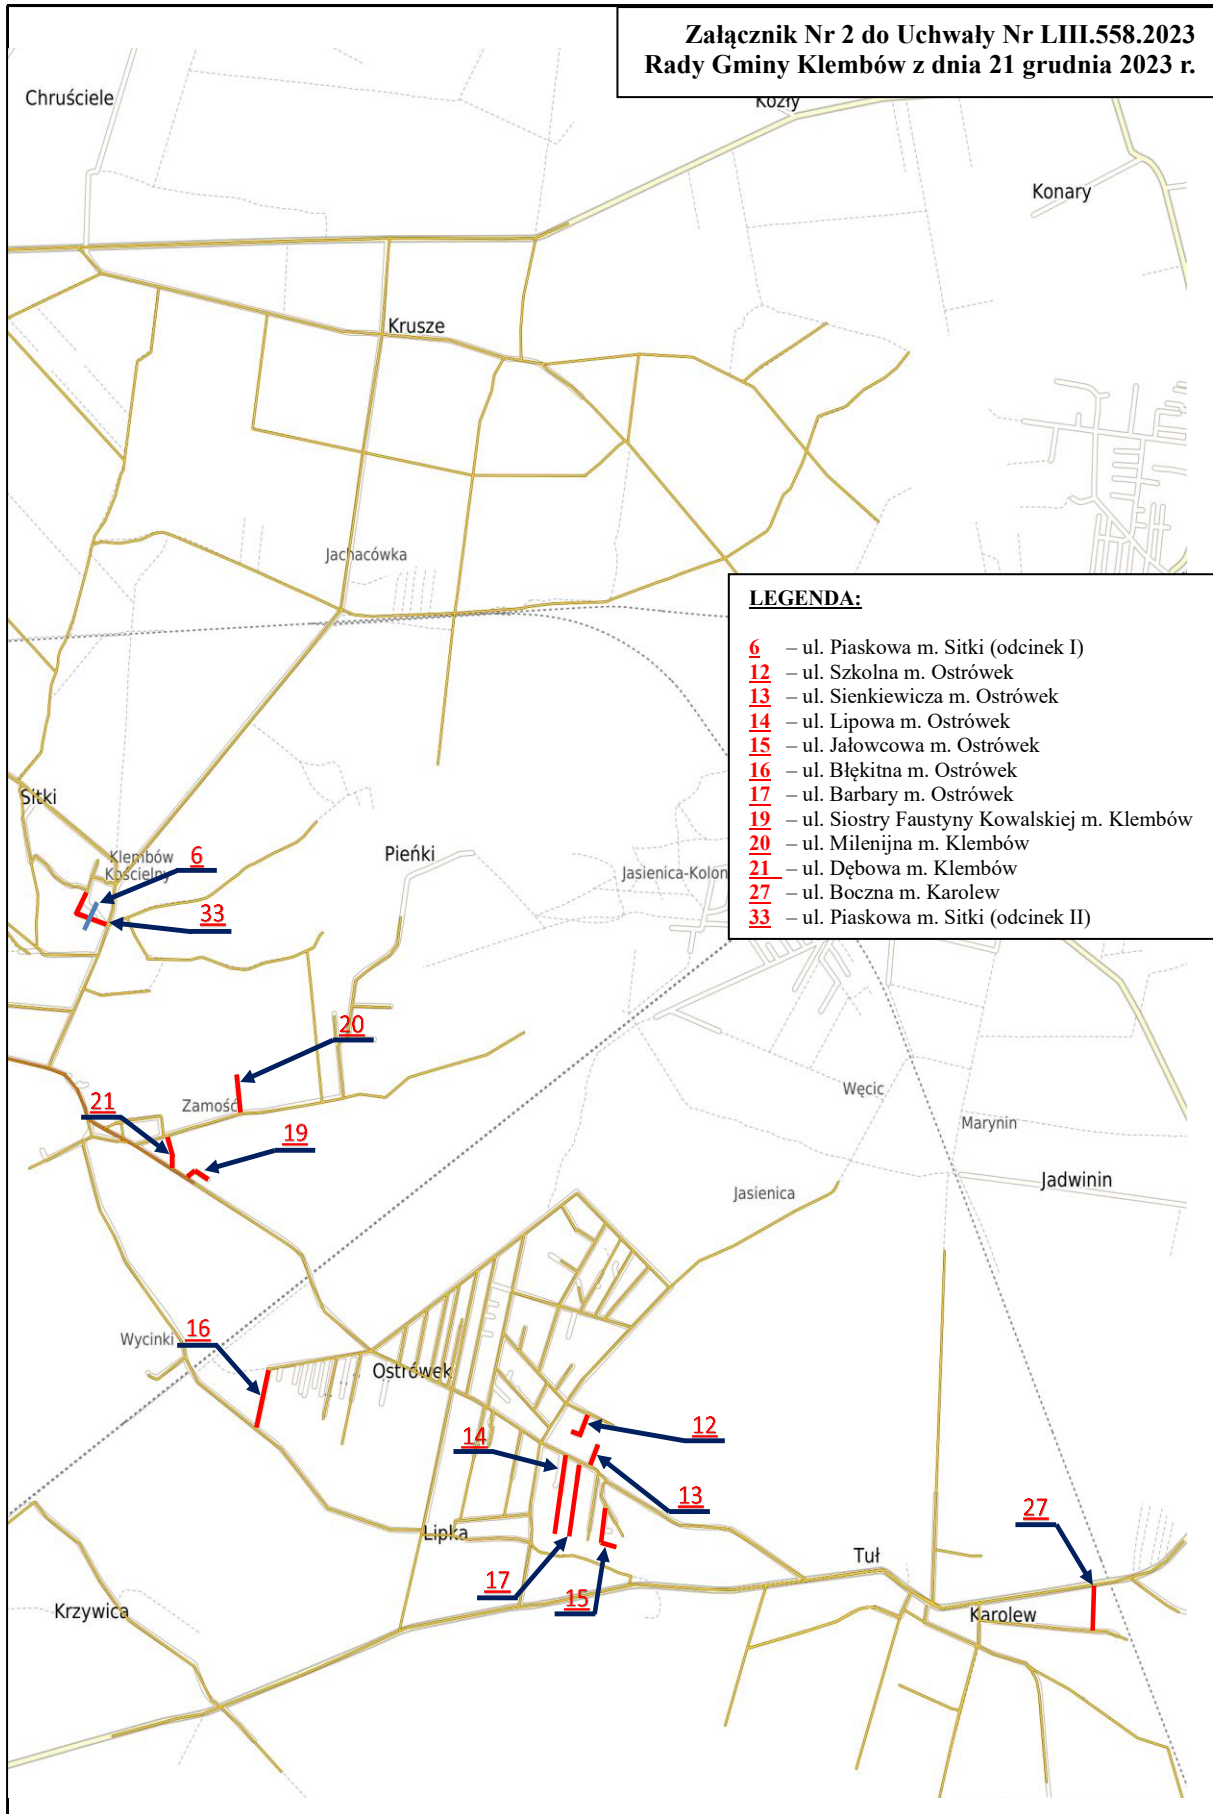 Załącznik Nr 2 do Uchwały Nr LIII.558.2023
Rady Gminy Klembów z dnia 21 grudnia 2023 r.
Chruściele
Kozły
Konary
Krusze
Jachacówka
LEGENDA:
6 – ul. Piaskowa m. Sitki (odcinek I)
12 – ul. Szkolna m. Ostrówek
13 – ul. Sienkiewicza m. Ostrówek
14 – ul. Lipowa m. Ostrówek
15 – ul. Jałowcowa m. Ostrówek
16 – ul. Błękitna m. Ostrówek
17 – ul. Barbary m. Ostrówek
19 – ul. Siostry Faustyny Kowalskiej m. Klembów
20 – ul. Milenijna m. Klembów
21 – ul. Dębowa m. Klembów
27 – ul. Boczna m. Karolew
33 – ul. Piaskowa m. Sitki (odcinek II)
Sitki
Klembów
Kościelny
6
Pieńki
Jasienica-Kolon
33
20
Zamość
21
19
Węcic
Marynin
Jadwinin
Jasienica
Wycinki
16
Ostrówek
14
12
13
27
Lipka
17
15
Tuł
Krzywica
Karolew